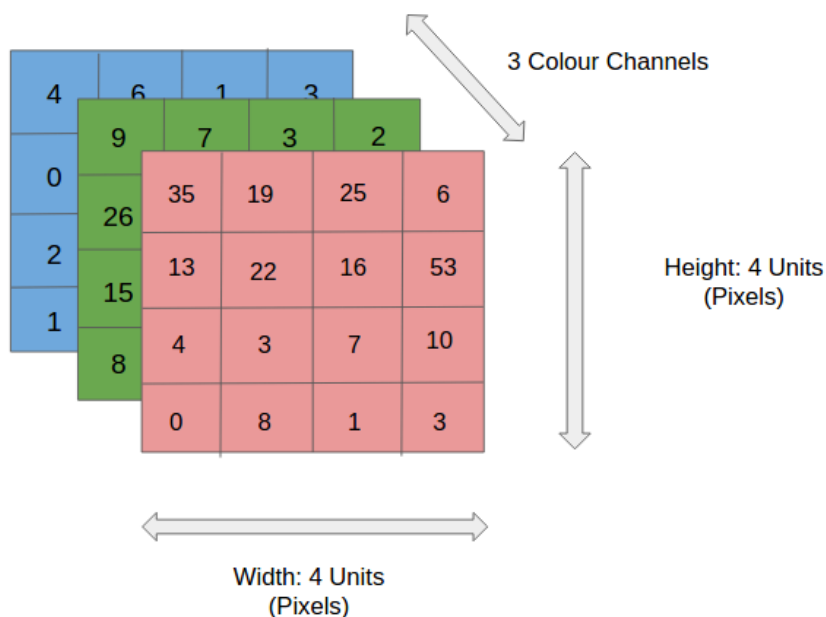 3 Colour Channels
4 6 1 3
0
2
1
9 7 3 2
26
15
8
35 19 25 6
13 22 16 53
4 3 7 10
0 8 1 3
Height: 4 Units
(Pixels)
Width: 4 Units
(Pixels)